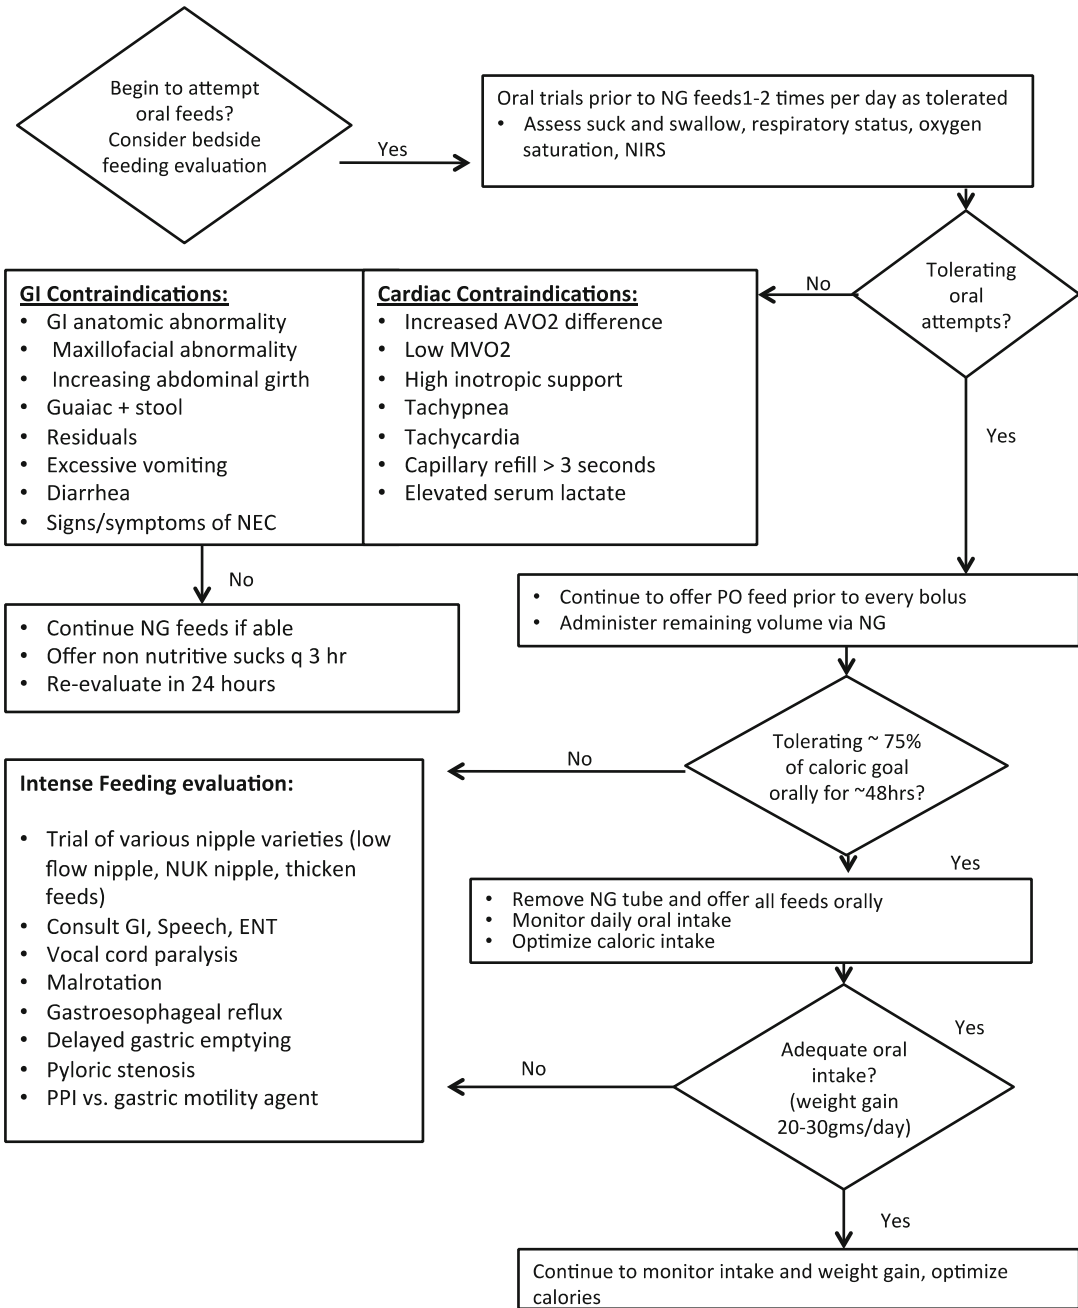 Begin to attempt
oral feeds?
Consider bedside
feeding evaluation
Yes
Oral trials prior to NG feeds1-2 times per day as tolerated
• Assess suck and swallow, respiratory status, oxygen
saturation, NIRS
Tolerating
oral
attempts?
No
Yes
GI Contraindications:
• GI anatomic abnormality
• Maxillofacial abnormality
• Increasing abdominal girth
• Guaiac + stool
• Residuals
• Excessive vomiting
• Diarrhea
• Signs/symptoms of NEC
Cardiac Contraindications:
• Increased AVO2 difference
• Low MVO2
• High inotropic support
• Tachypnea
• Tachycardia
• Capillary refill > 3 seconds
• Elevated serum lactate
No
• Continue NG feeds if able
• Offer non nutritive sucks q 3 hr
• Re-evaluate in 24 hours
• Continue to offer PO feed prior to every bolus
• Administer remaining volume via NG
Tolerating ~ 75%
of caloric goal
orally for ~48hrs?
No
Yes
Intense Feeding evaluation:
• Trial of various nipple varieties (low
flow nipple, NUK nipple, thicken
feeds)
• Consult GI, Speech, ENT
• Vocal cord paralysis
• Malrotation
• Gastroesophageal reflux
• Delayed gastric emptying
• Pyloric stenosis
• PPI vs. gastric motility agent
• Remove NG tube and offer all feeds orally
• Monitor daily oral intake
• Optimize caloric intake
Yes
Adequate oral
intake?
(weight gain
20-30gms/day)
No
Yes
Continue to monitor intake and weight gain, optimize
calories